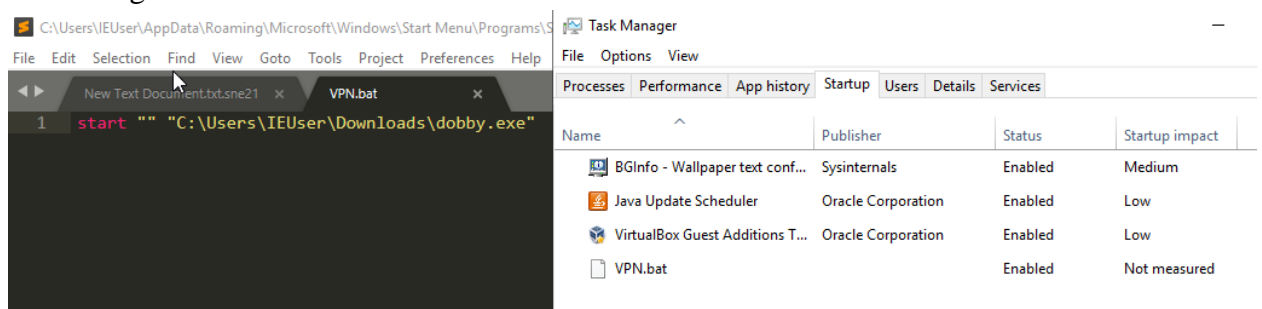 C:\Users\IEUser\AppData\Roaming\Microsoft\Windows\Start Menu\Programs\S
File Edit Selection Find View Goto Tools Project Preferences Help
New Text Document.txt.sne21 × VPN.bat ×
1 start "" "C:\Users\IEUser\Downloads\dobby.exe"
Task Manager
File Options View
Processes Performance App history Startup Users Details Services
Name Publisher Status Startup impact
BGInfo - Wallpaper text conf... Sysinternals Enabled Medium
Java Update Scheduler Oracle Corporation Enabled Low
VirtualBox Guest Additions T... Oracle Corporation Enabled Low
VPN.bat Enabled Not measured